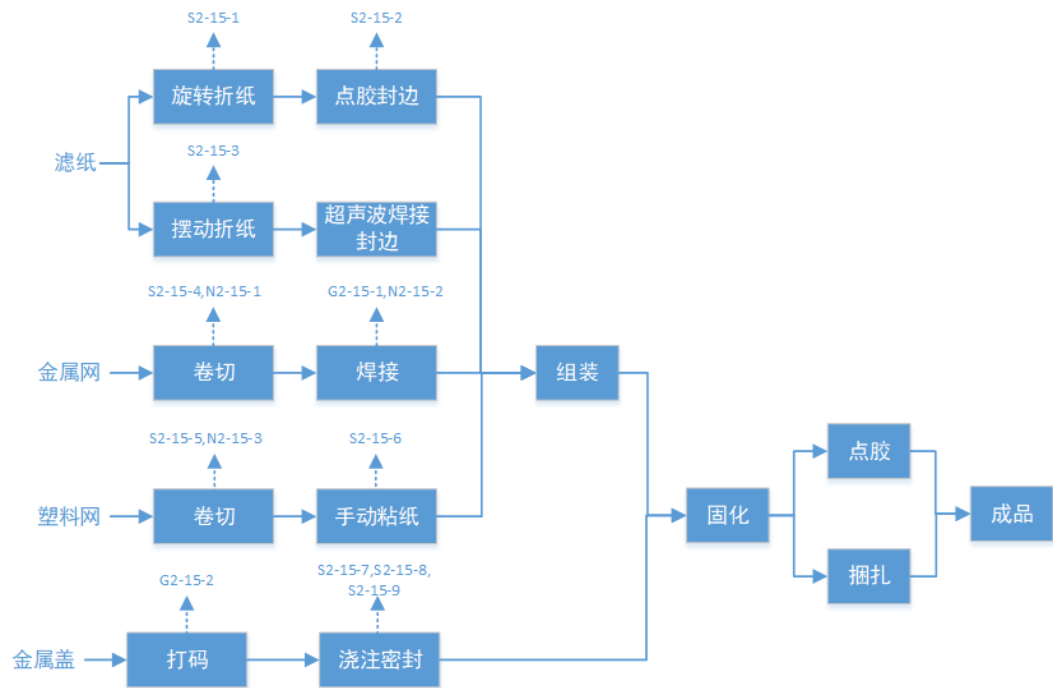 S2-15-1
S2-15-2
旋转折纸
点胶封边
滤纸
S2-15-3
摆动折纸
超声波焊接
封边
S2-15-4,N2-15-1
G2-15-1,N2-15-2
金属网
卷切
焊接
组装
S2-15-5,N2-15-3
S2-15-6
点胶
塑料网
卷切
手动粘纸
固化
成品
捆扎
G2-15-2
S2-15-7,S2-15-8,
S2-15-9
金属盖
打码
浇注密封